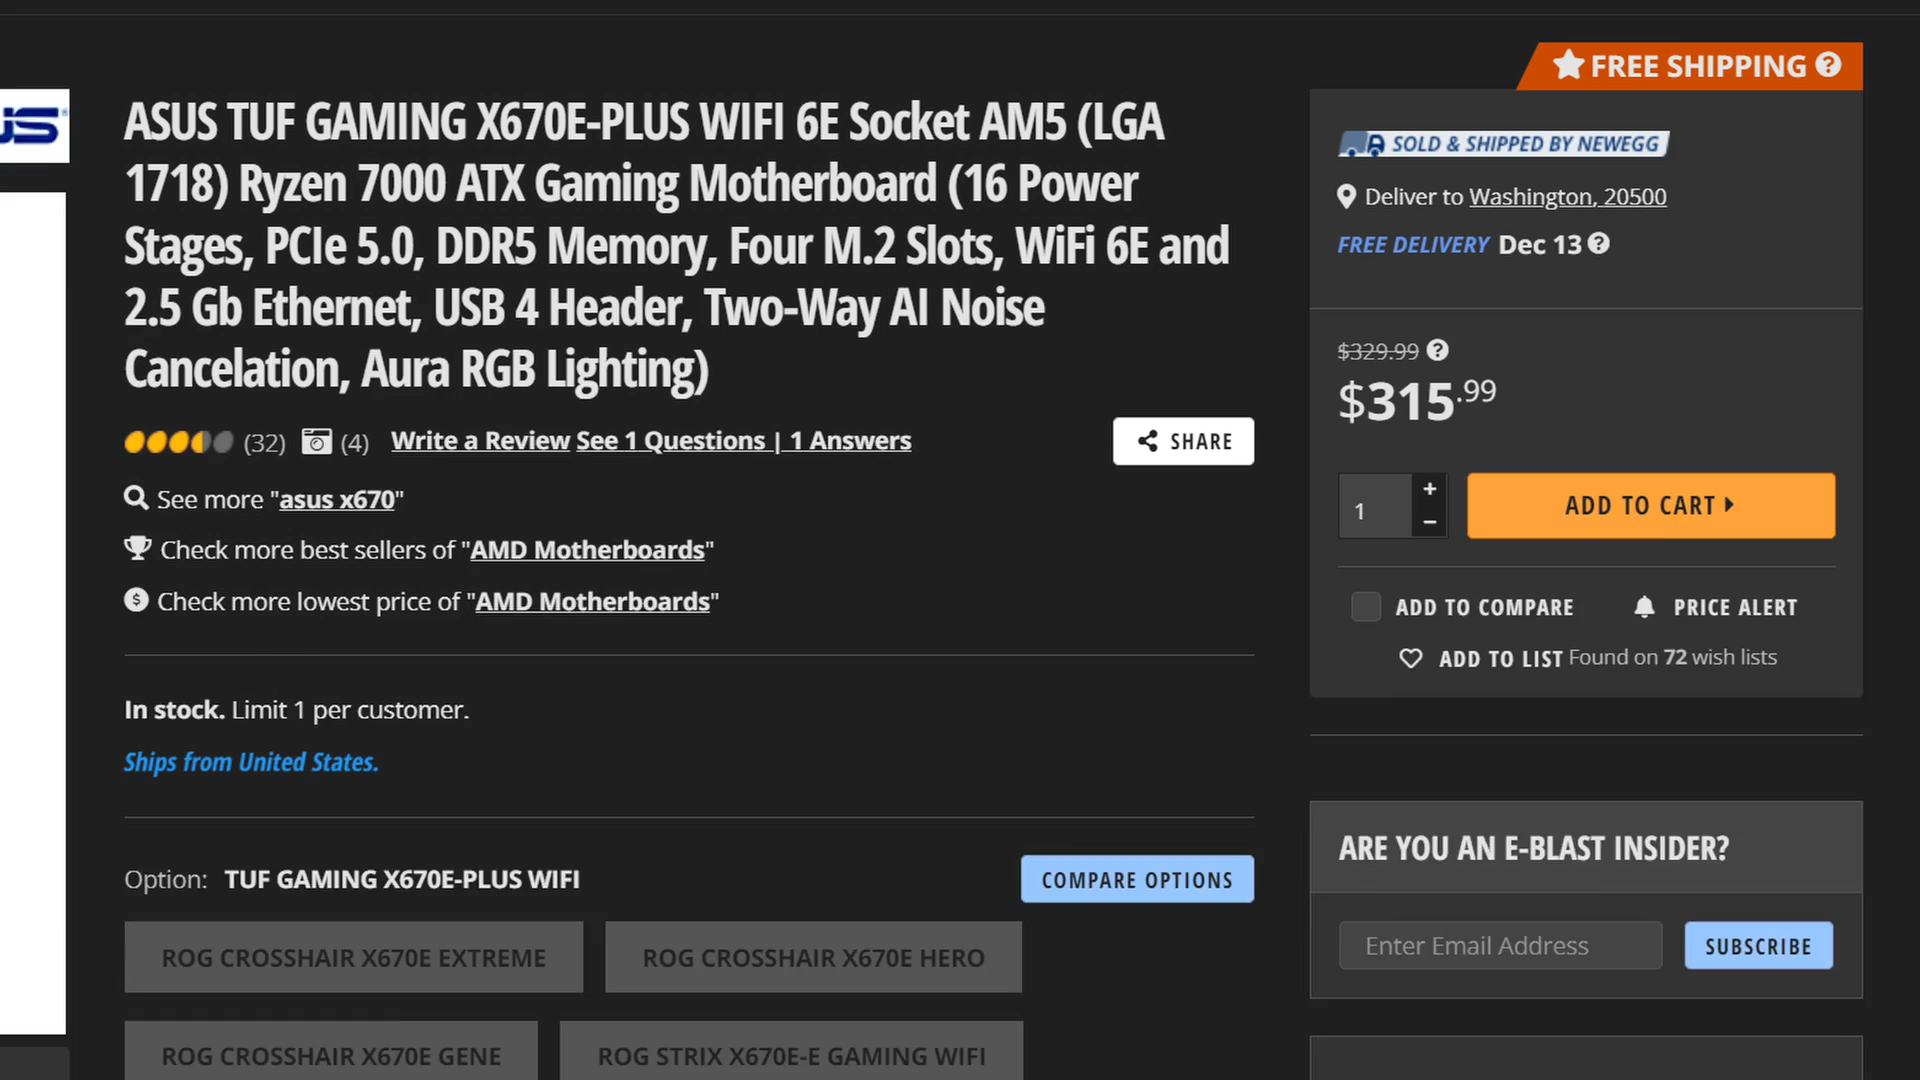 FREE SHIPPING
ASUS TUF GAMING X670E-PLUS WIFI 6E Socket AM5 (LGA
1718) Ryzen 7000 ATX Gaming Motherboard (16 Power
Stages, PCIe 5.0, DDR5 Memory, Four M.2 Slots, WiFi 6E and
2.5 Gb Ethernet, USB 4 Header, Two-Way AI Noise
Cancelation, Aura RGB Lighting)
(32) (4) Write a Review See 1 Questions | 1 Answers
SHARE
See more "asus x670"
Check more best sellers of "AMD Motherboards"
Check more lowest price of "AMD Motherboards"
In stock. Limit 1 per customer.
Ships from United States.
Option: TUF GAMING X670E-PLUS WIFI
COMPARE OPTIONS
ROG CROSSHAIR X670E EXTREME
ROG CROSSHAIR X670E HERO
ROG CROSSHAIR X670E GENE
ROG STRIX X670E-E GAMING WIFI
SOLD & SHIPPED BY NEWEGG
Deliver to Washington, 20500
FREE DELIVERY Dec 13
$329.99
$315.99
1
ADD TO CART
ADD TO COMPARE
PRICE ALERT
ADD TO LIST Found on 72 wish lists
ARE YOU AN E-BLAST INSIDER?
Enter Email Address
SUBSCRIBE